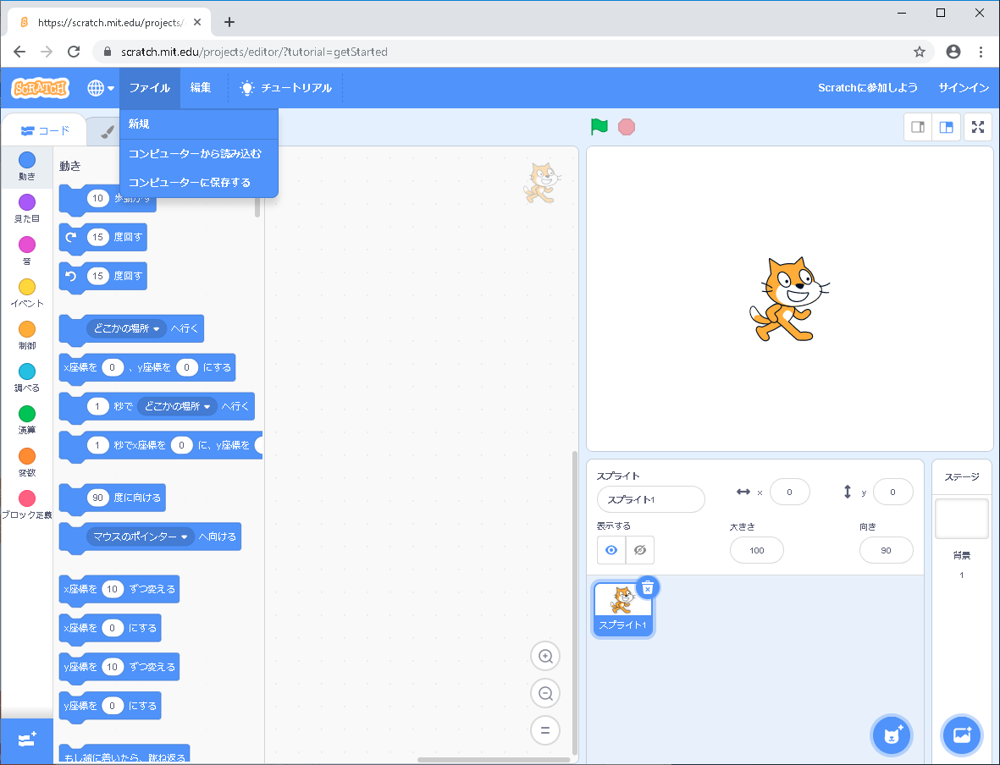 https://scratch.mit.edu/projects/
scratch.mit.edu/projects/editor/?tutorial=getStarted
SCRATCH
ファイル
編集
チュートリアル
Scratchに参加しよう
サインイン
新規
コンピューターから読み込む
コンピューターに保存する
コード
動き
見た目
音
イベント
制御
調べる
演算
変数
ブロック定義
動き
10 歩動かす
15 度回す
15 度回す
どこかの場所 へ行く
x座標を 0 、y座標を 0 にする
1 秒で どこかの場所 へ行く
1 秒でx座標を 0 に、y座標を
90 度に向ける
マウスのポインター へ向ける
x座標を 10 ずつ変える
x座標を 0 にする
y座標を 10 ずつ変える
y座標を 0 にする
もし端に着いたら、跳ね返る
スプライト
スプライト1
x 0
y 0
表示する
大きさ
100
向き
90
スプライト1
ステージ
背景
1